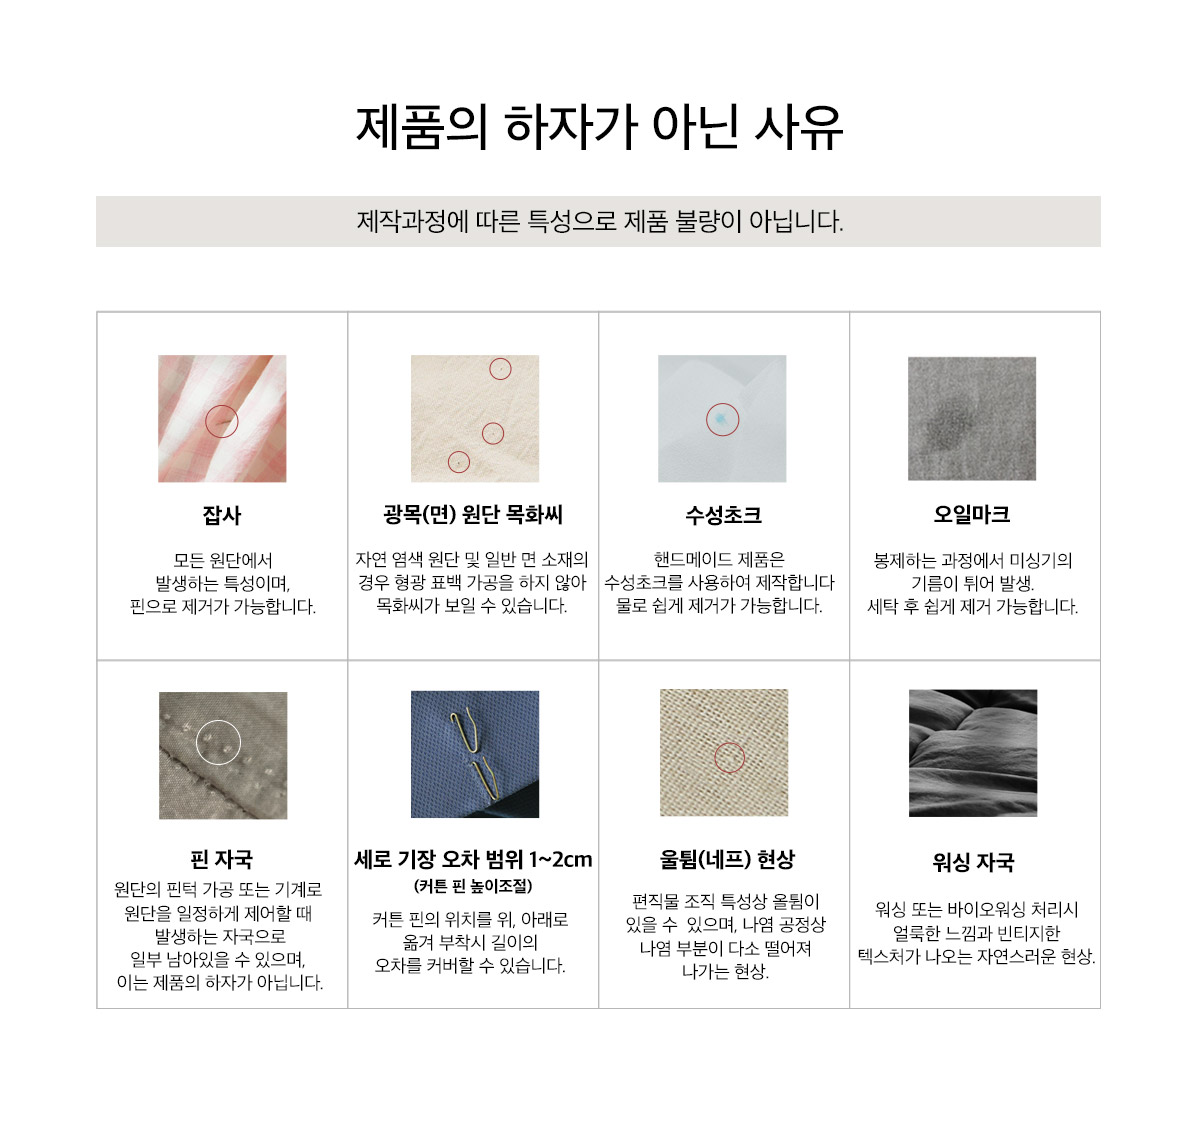 제품의 하자가 아닌 사유
제작과정에 따른 특성으로 제품 불량이 아닙니다.
잡사
모든 원단에서
발생하는 특성이며,
핀으로 제거가 가능합니다.
광목(면) 원단 목화씨
자연 염색 원단 및 일반 면 소재의
경우 형광 표백 가공을 하지 않아
목화씨가 보일 수 있습니다.
수성초크
핸드메이드 제품은
수성초크를 사용하여 제작합니다
물로 쉽게 제거가 가능합니다.
오일마크
봉제하는 과정에서 미싱기의
기름이 튀어 발생.
세탁 후 쉽게 제거 가능합니다.
핀 자국
원단의 핀턱 가공 또는 기계로
원단을 일정하게 제어할 때
발생하는 자국으로
일부 남아있을 수 있으며,
이는 제품의 하자가 아닙니다.
세로 기장 오차 범위 1~2cm
(커튼 핀 높이조절)
커튼 핀의 위치를 위, 아래로
옮겨 부착시 길이의
오차를 커버할 수 있습니다.
울튐(네프) 현상
편직물 조직 특성상 올튐이
있을 수 있으며, 나염 공정상
나염 부분이 다소 떨어져
나가는 현상.
워싱 자국
워싱 또는 바이오워싱 처리시
얼룩한 느낌과 빈티지한
텍스처가 나오는 자연스러운 현상.